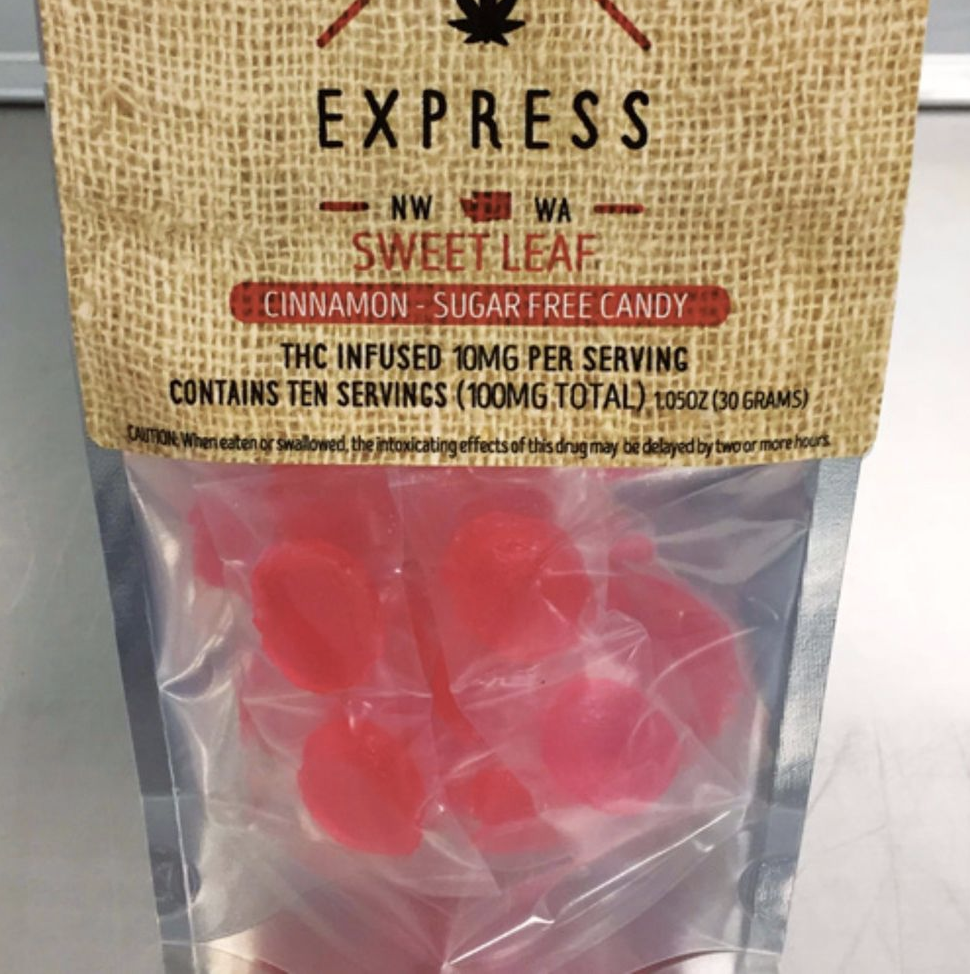 EXPRESS
NW WA
SWEET LEAF
CINNAMON - SUGAR FREE CANDY
THC INFUSED 10MG PER SERVING
CONTAINS TEN SERVINGS (100MG TOTAL) 1.05OZ (30 GRAMS)
CAUTION: When eaten or swallowed, the intoxicating effects of this drug may be delayed by two or more hours.